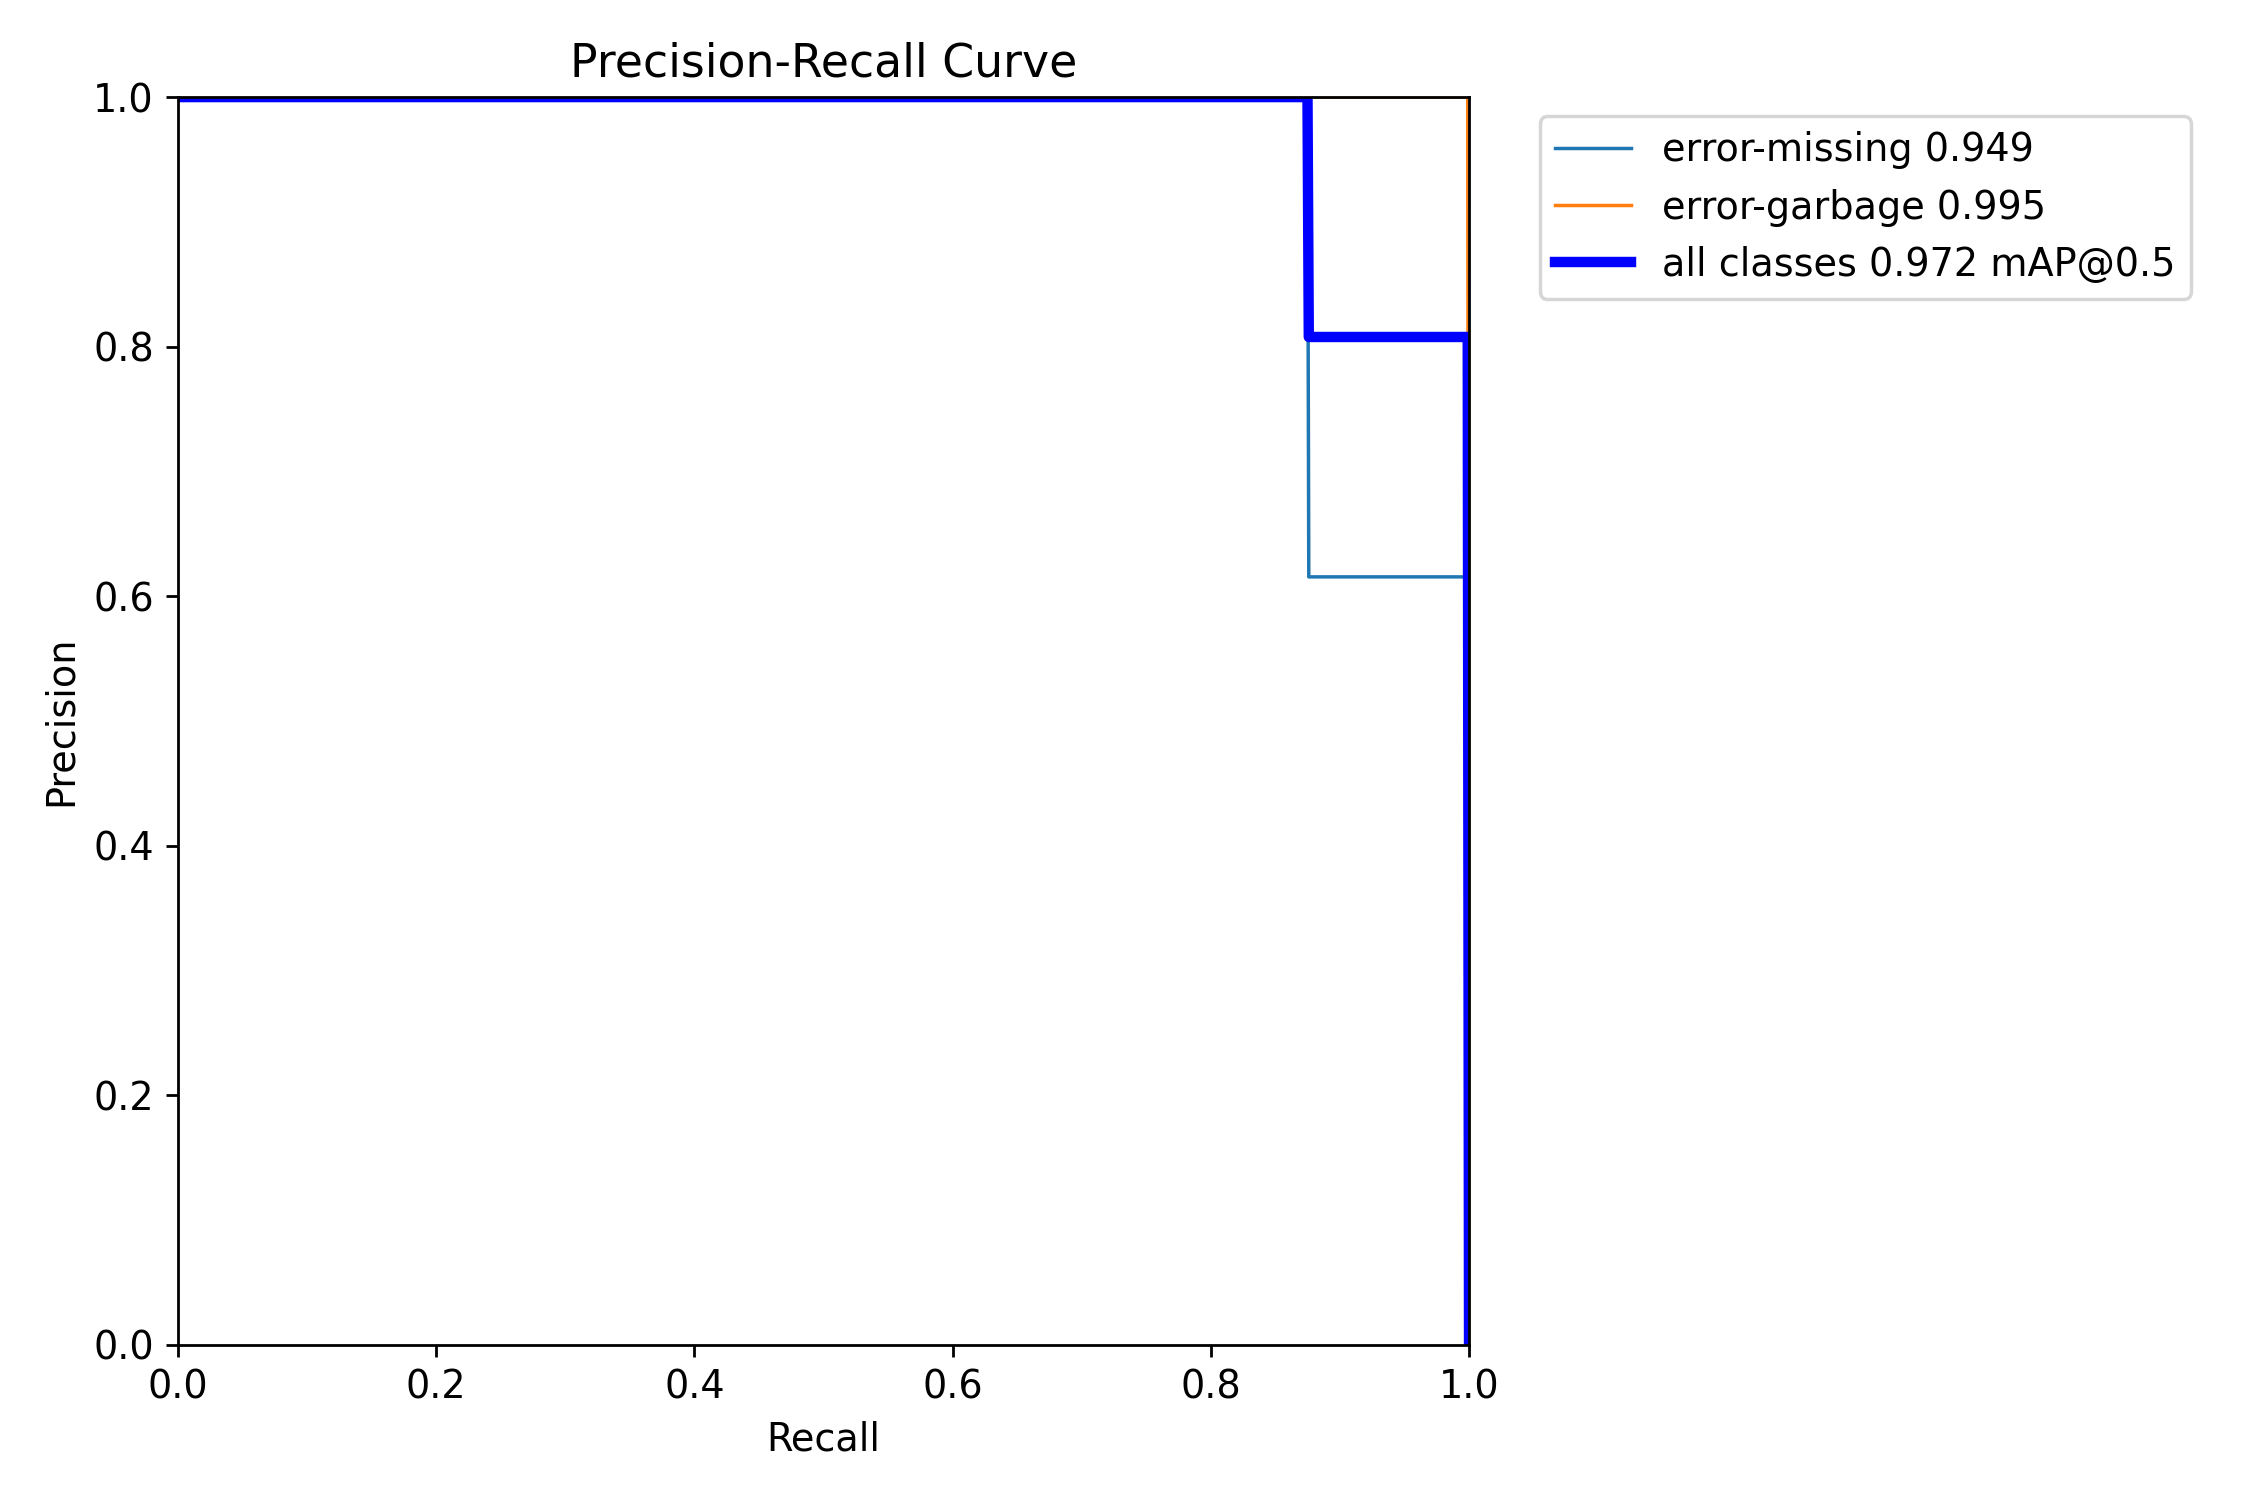 Precision-Recall Curve
1.0
0.8
0.6
0.4
0.2
0.0
Precision
0.0 0.2 0.4 0.6 0.8 1.0
Recall
error-missing 0.949
error-garbage 0.995
all classes 0.972 mAP@0.5